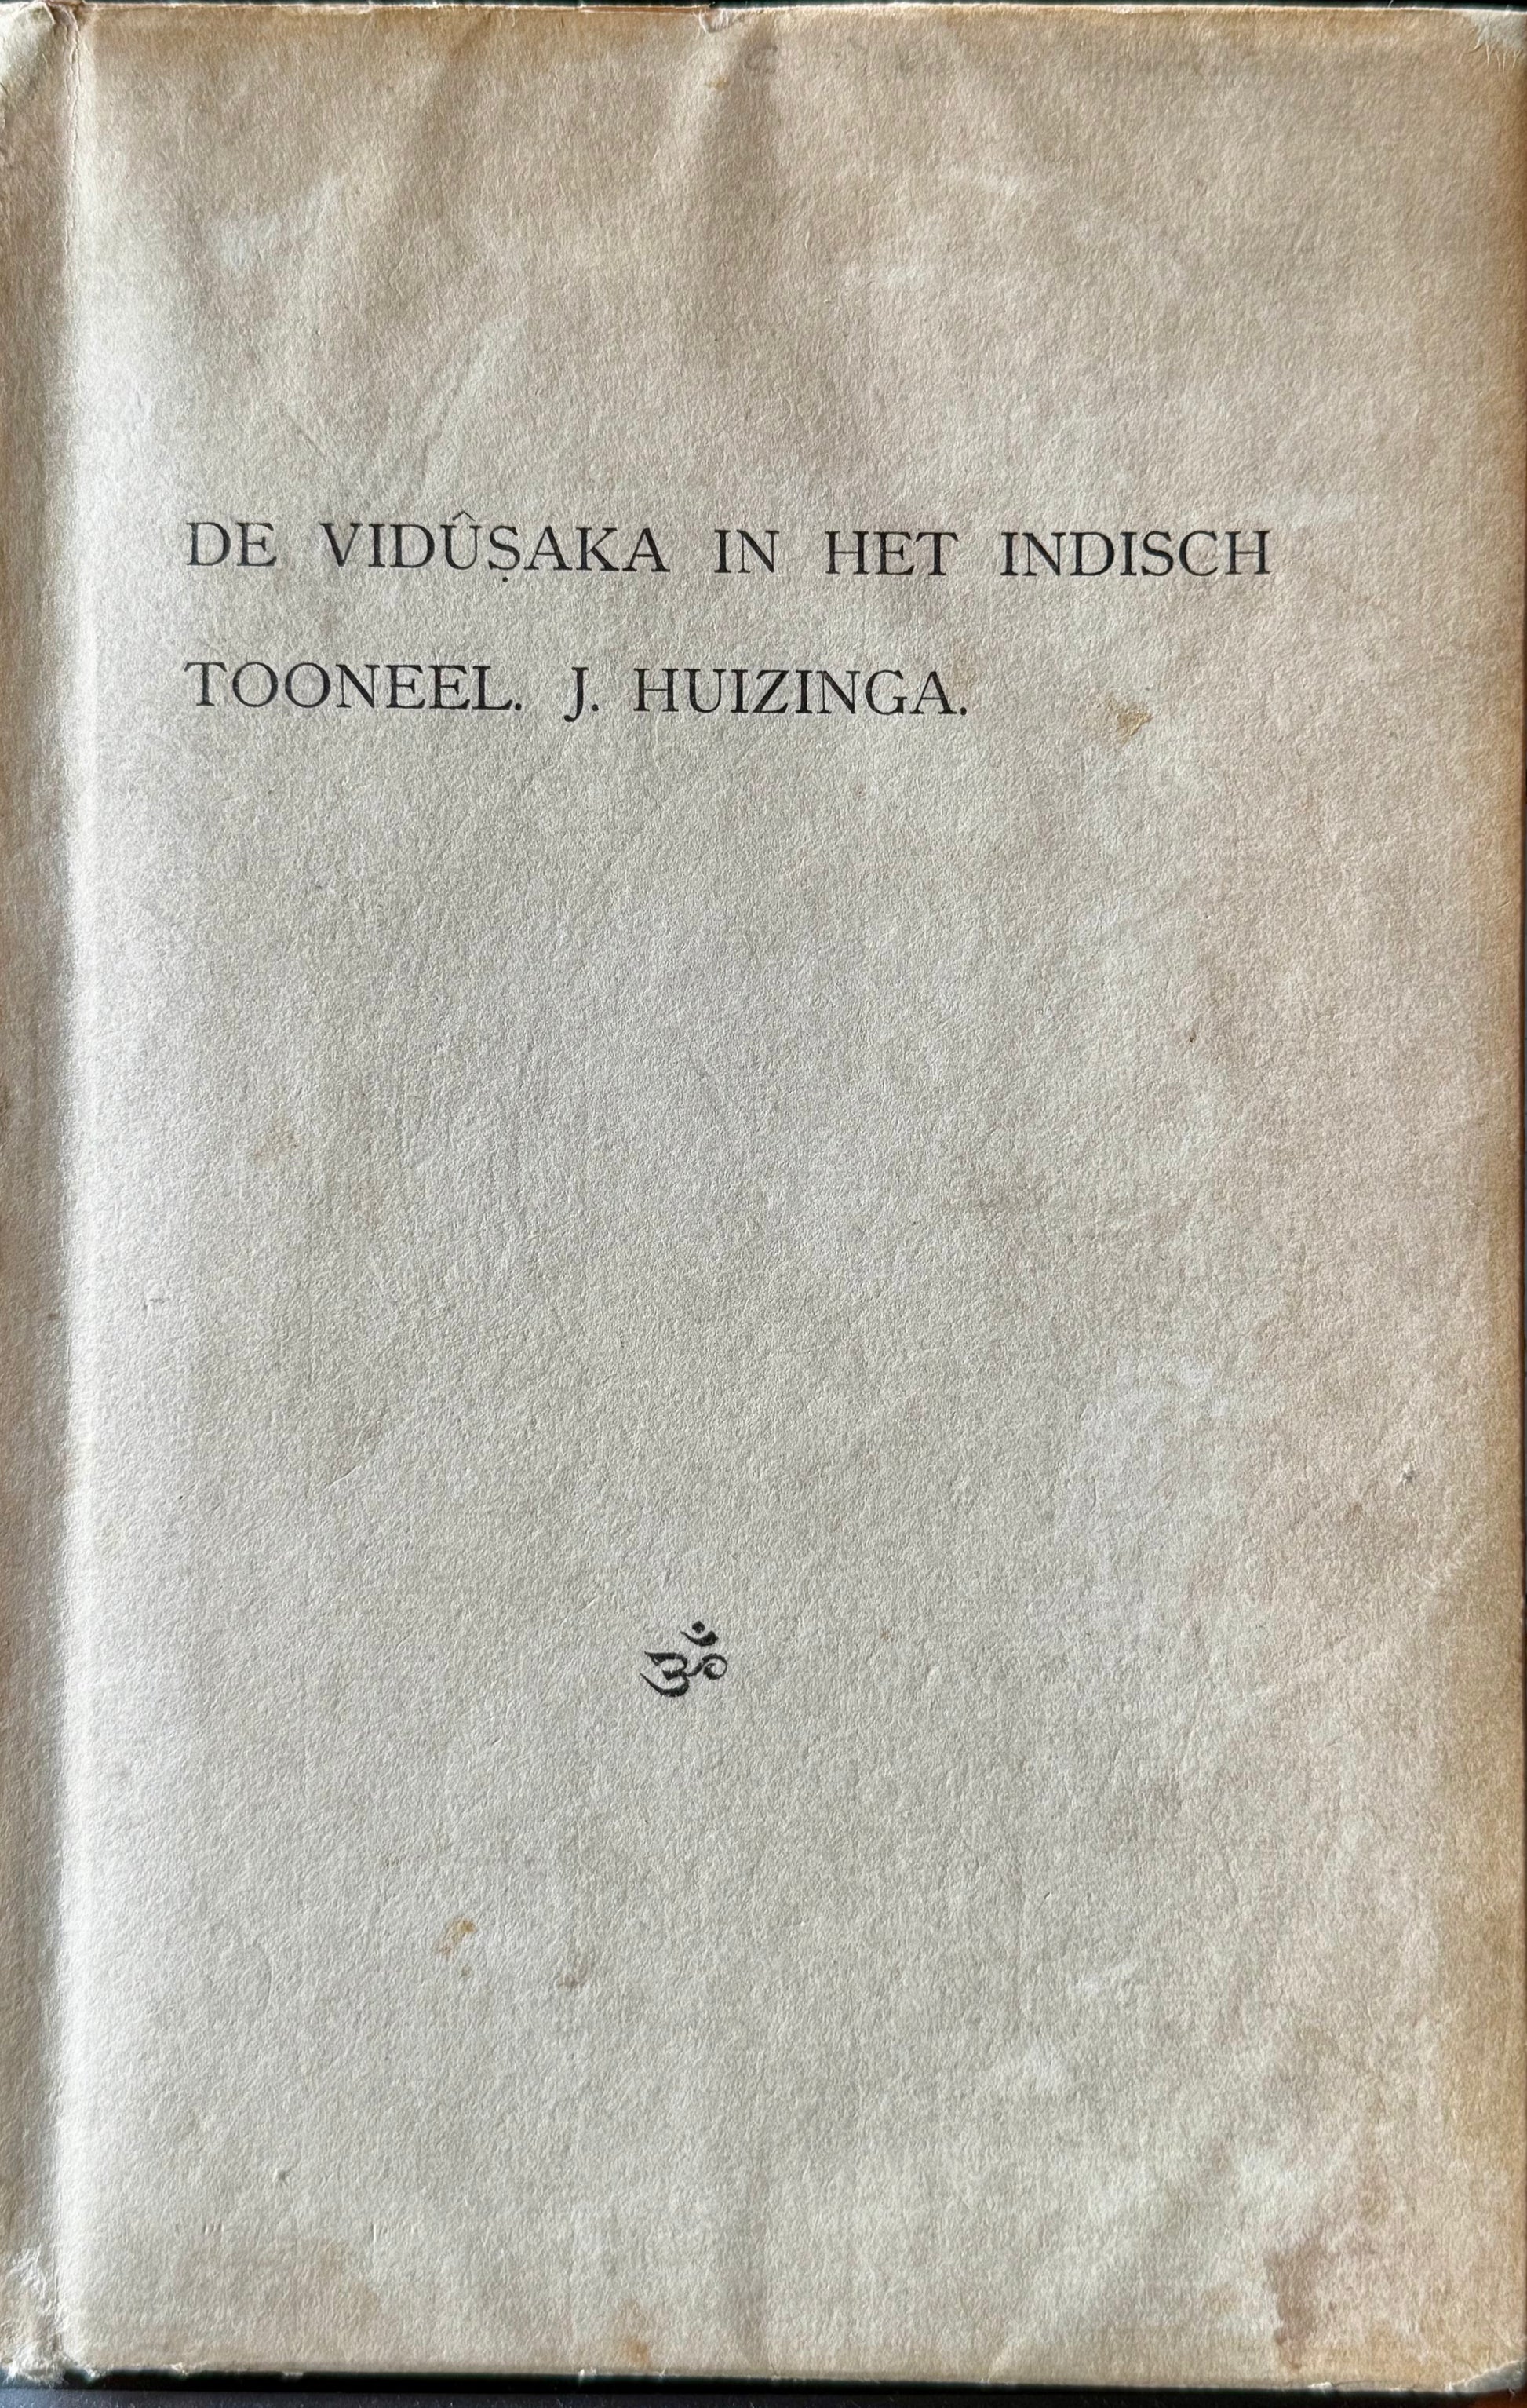 DE VIDÛṢAKA IN HET INDISCH
TOONEEL. J. HUIZINGA.
ॐ